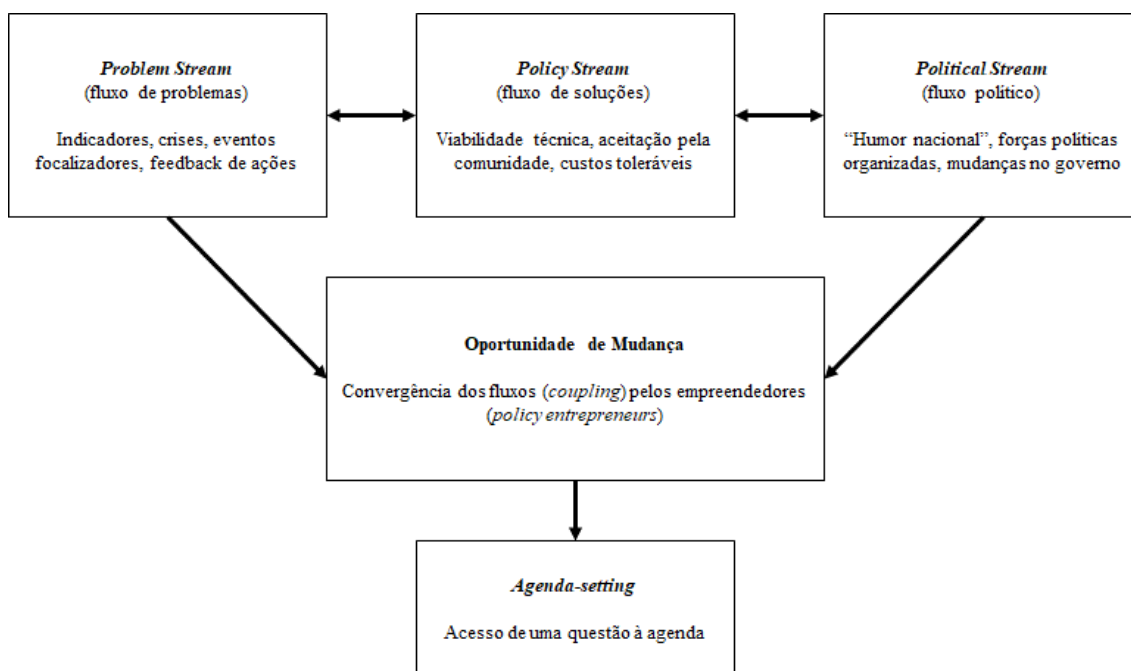 Problem Stream
(fluxo de problemas)
Indicadores, crises, eventos
focalizadores, feedback de ações
Policy Stream
(fluxo de soluções)
Viabilidade técnica, aceitação pela
comunidade, custos toleráveis
Political Stream
(fluxo político)
“Humor nacional”, forças políticas
organizadas, mudanças no governo
Oportunidade de Mudança
Convergência dos fluxos (coupling) pelos empreendedores
(policy entrepreneurs)
Agenda-setting
Acesso de uma questão à agenda